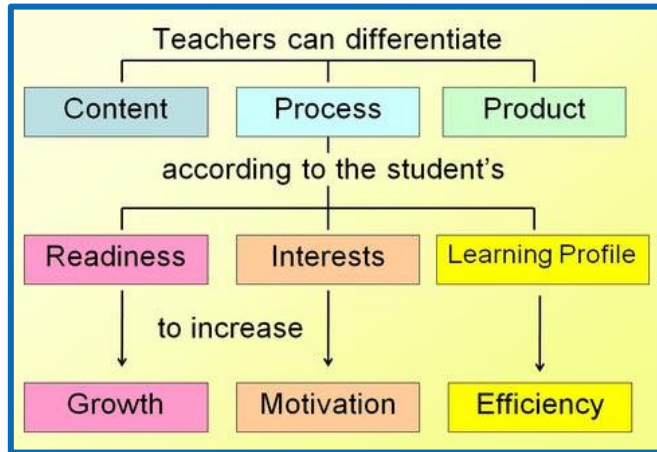 Teachers can differentiate
Content Process Product
according to the student's
Readiness Interests Learning Profile
to increase
Growth Motivation Efficiency